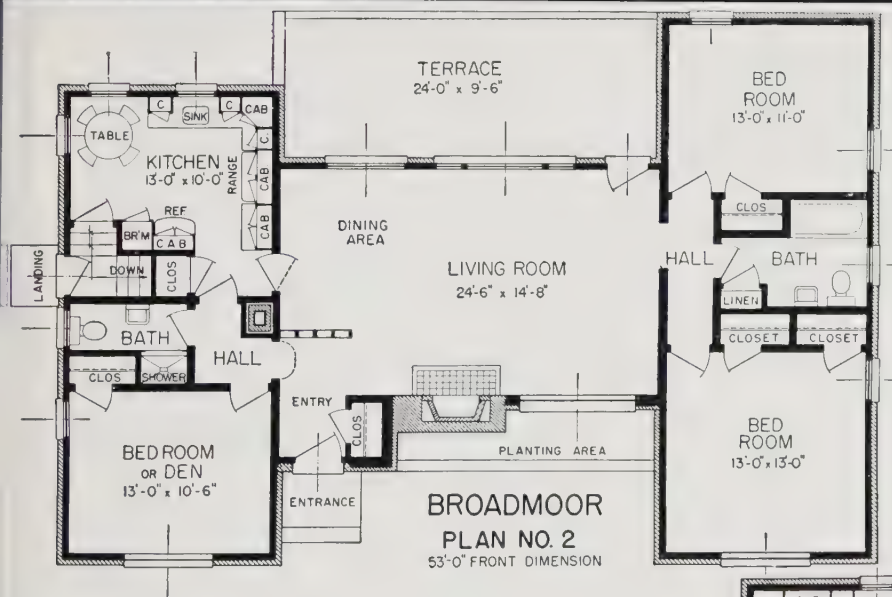 TERRACE
24'-0" x 9'-6"
BED
ROOM
13'-0" x 11'-0"
C
SINK
C
CAB
C
TABLE
KITCHEN
13'-0" x 10'-0"
RANGE
CAB
CAB
REF
CAB
BR'M
DINING
AREA
CLOS
LANDING
DOWN
CLOS
LIVING ROOM
24'-6" x 14'-8"
HALL
BATH
LINEN
BATH
HALL
CLOSET
CLOSET
CLOS
SHOWER
ENTRY
CLOS
BED ROOM
OR DEN
13'-0" x 10'-6"
PLANTING AREA
BED
ROOM
13'-0" x 13'-0"
ENTRANCE
BROADMOOR
PLAN NO. 2
53'-0" FRONT DIMENSION